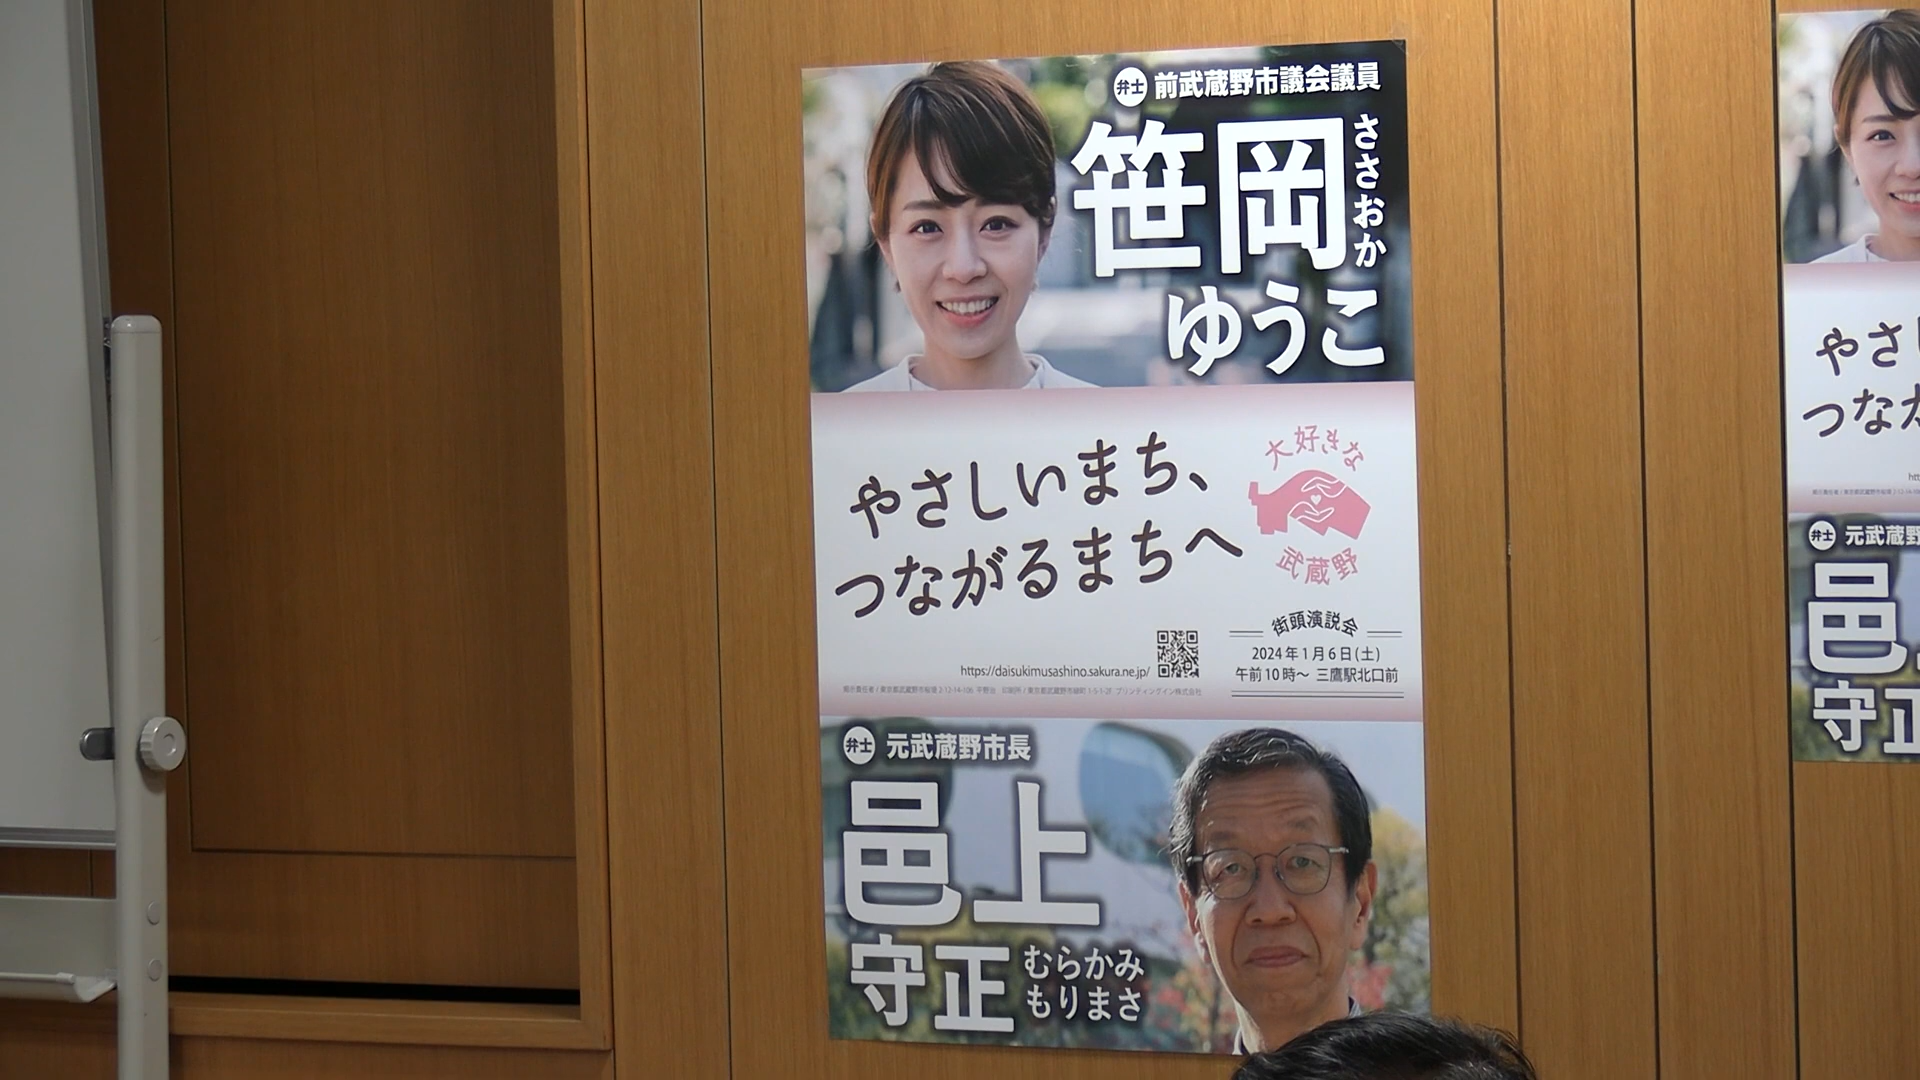 弁士 前武蔵野市議会議員
笹岡
ささおか
ゆうこ
やさしいまち、
つながるまちへ
大好きな
武蔵野
街頭演説会
2024年1月6日(土)
午前10時～ 三鷹駅北口前
https://daisukimusashino.sakura.ne.jp/
弁士 元武蔵野市長
邑上
守正
むらかみ
もりまさ
やさ
つな
htt
弁士 元武蔵野
邑
守正